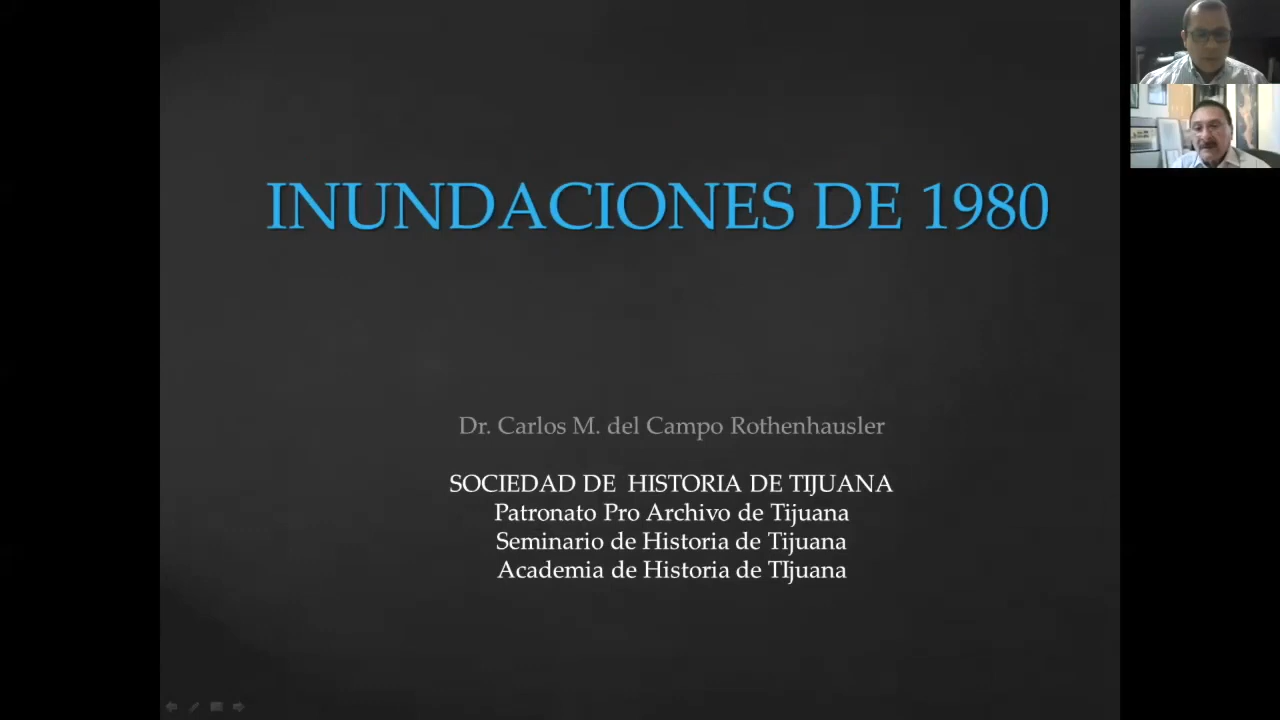 INUNDACIONES DE 1980
Dr. Carlos M. del Campo Rothenhausler
SOCIEDAD DE HISTORIA DE TIJUANA
Patronato Pro Archivo de Tijuana
Seminario de Historia de Tijuana
Academia de Historia de TIjuana